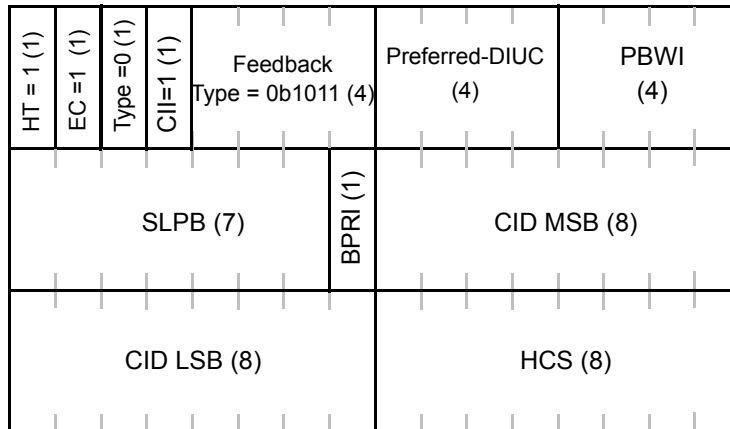 HT = 1 (1)
EC =1  (1)
Type =0 (1)
CII=1 (1)
Feedback
Type = 0b1011 (4)
Preferred-DIUC
(4)
PBWI
(4)
SLPB (7)
BPRI (1)
CID MSB (8)
CID LSB (8)
HCS (8)